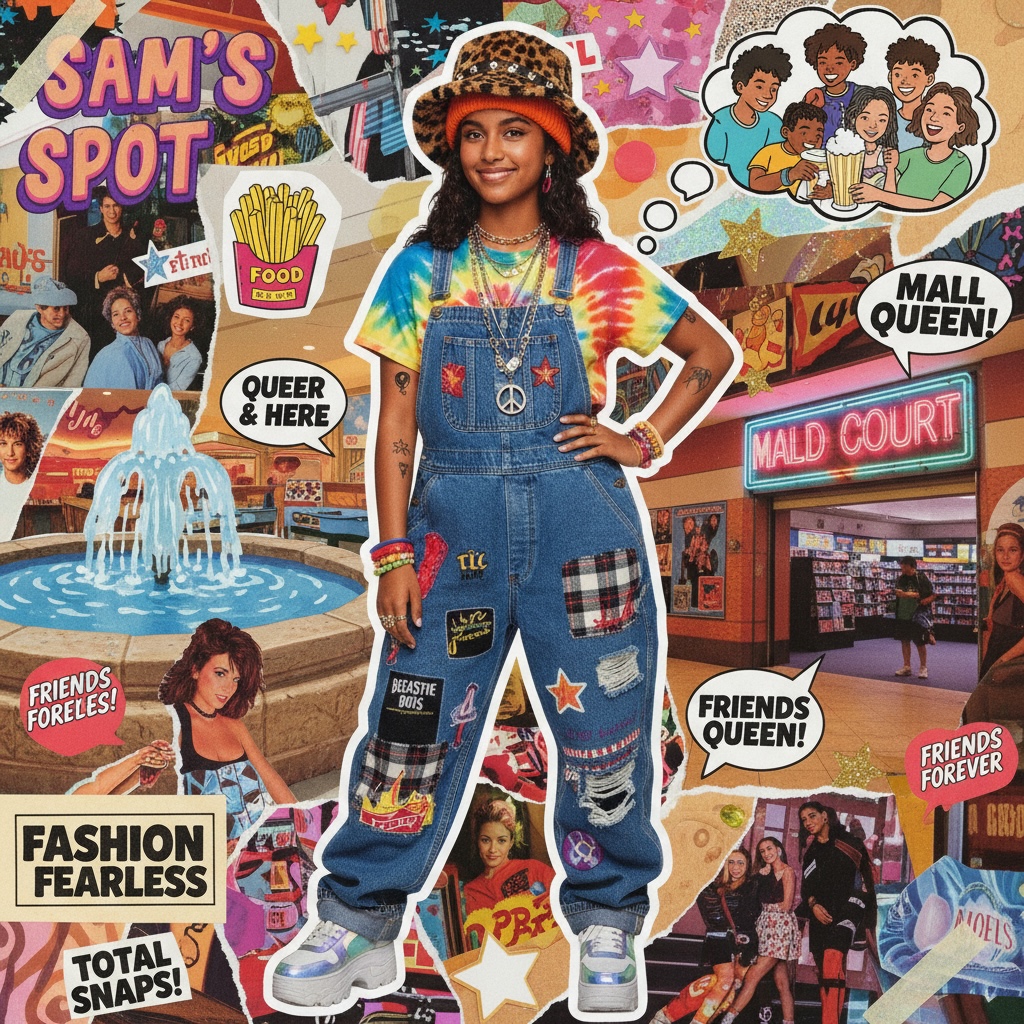 SAM'S
SPOT
FOOD
QUEER
& HERE
MALL
QUEEN!
MALD COURT
FRIENDS
FORELES!
BEEASTIE
BOIS
FRIENDS
QUEEN!
FRIENDS
FOREVER
FASHION
FEARLESS
TOTAL
SNAPS!